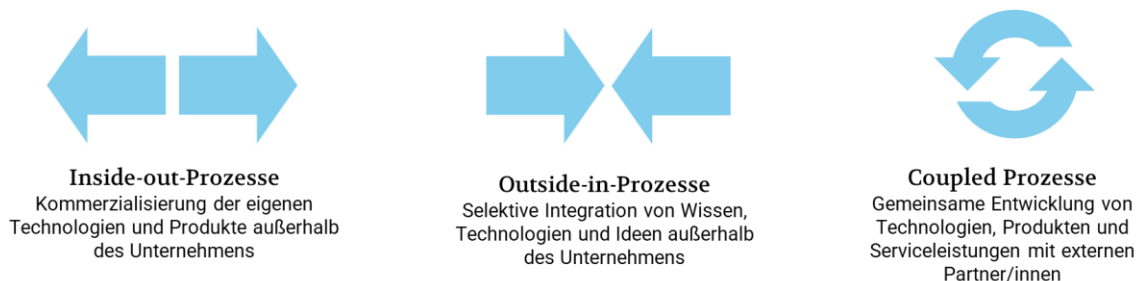 Inside-out-Prozesse
Kommerzialisierung der eigenen
Technologien und Produkte außerhalb
des Unternehmens
Outside-in-Prozesse
Selektive Integration von Wissen,
Technologien und Ideen außerhalb
des Unternehmens
Coupled Prozesse
Gemeinsame Entwicklung von
Technologien, Produkten und
Serviceleistungen mit externen
Partner/innen